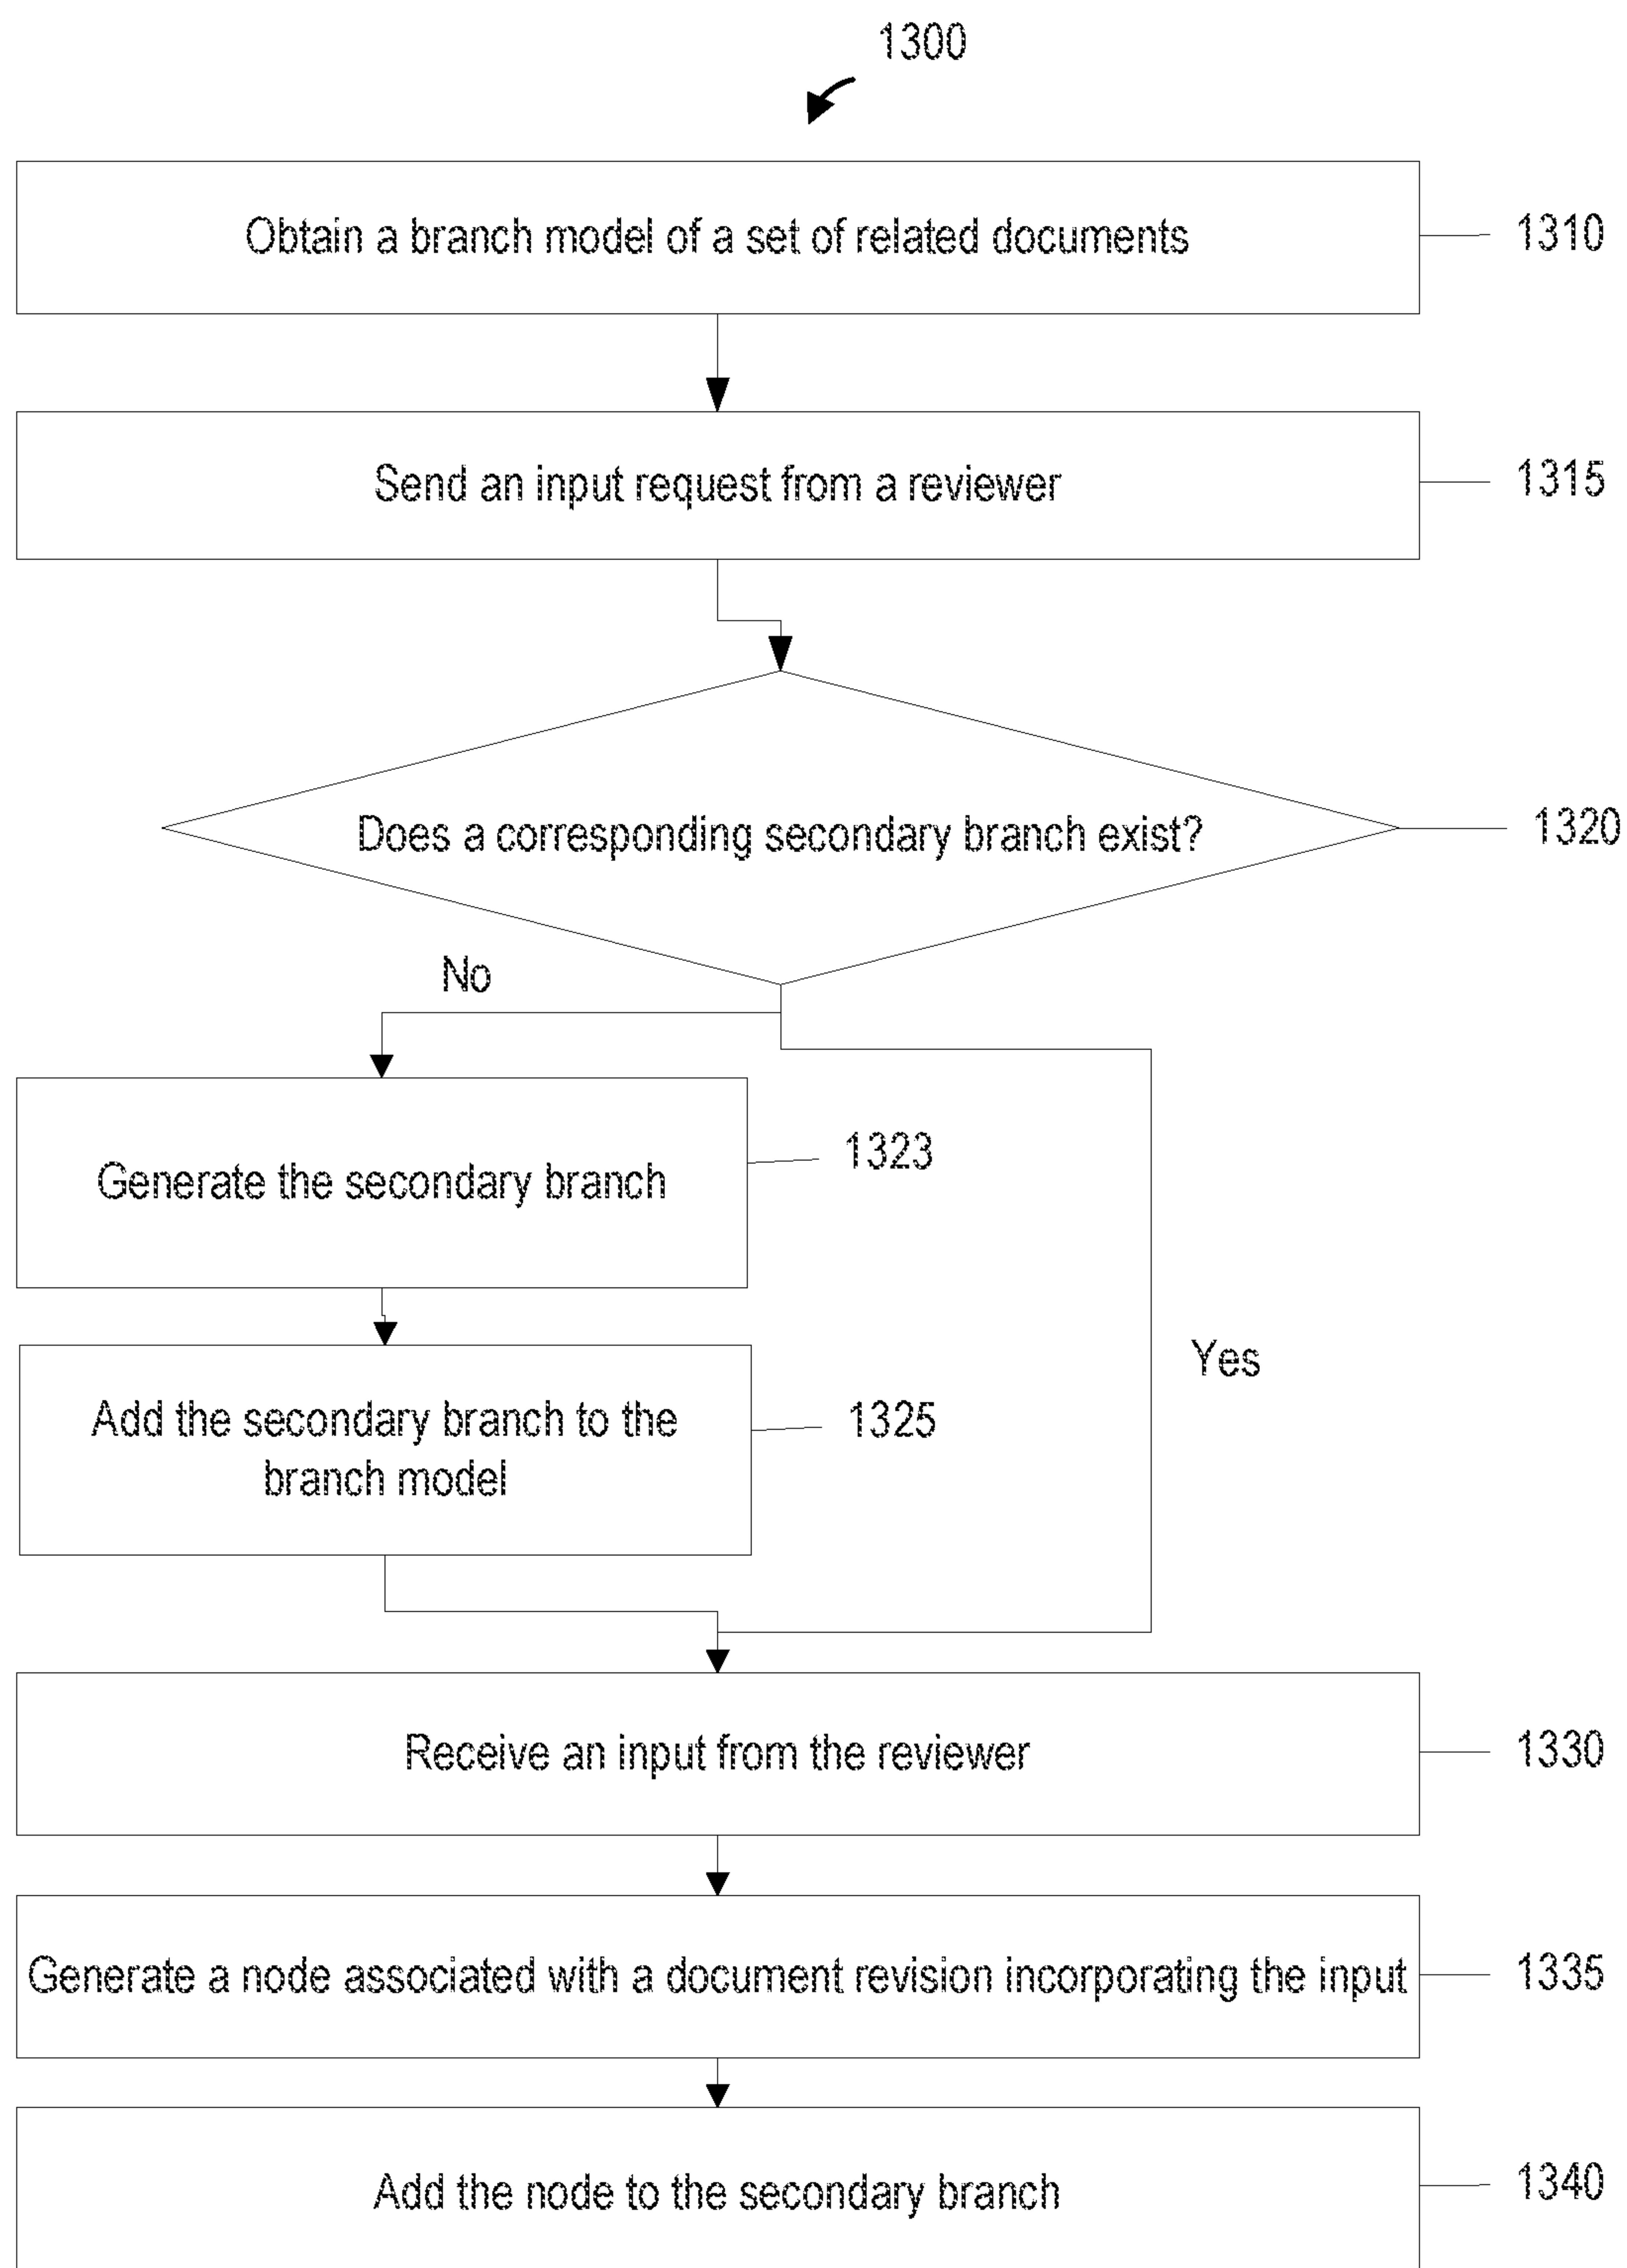 1300
Obtain a branch model of a set of related documents
1310
Send an input request from a reviewer
1315
Does a corresponding secondary branch exist?
1320
No
Generate the secondary branch
1323
Yes
Add the secondary branch to the
branch model
1325
Receive an input from the reviewer
1330
Generate a node associated with a document revision incorporating the input
1335
Add the node to the secondary branch
1340